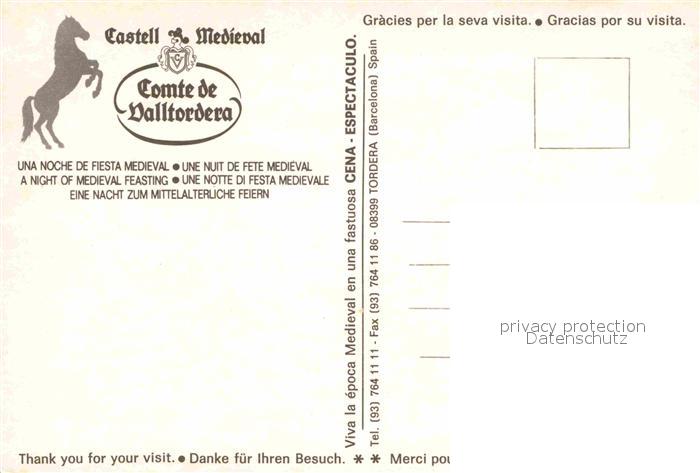 Gràcies per la seva visita. ● Gracias por su visita.
Castell Medieval
CV
Comte de
Valltordera
UNA NOCHE DE FIESTA MEDIEVAL ● UNE NUIT DE FETE MEDIÉVAL
A NIGHT OF MEDIEVAL FEASTING ● UNE NOTTE DI FESTA MEDIEVALE
EINE NACHT ZUM MITTELALTERLICHE FEIERN
Viva la época Medieval en una fastuosa CENA - ESPECTACULO.
Tel. (93) 764 11 11 - Fax (93) 764 11 86 - 08399 TORDERA (Barcelona) Spain
privacy protection
Datenschutz
Thank you for your visit. ● Danke für Ihren Besuch. * * Merci pou